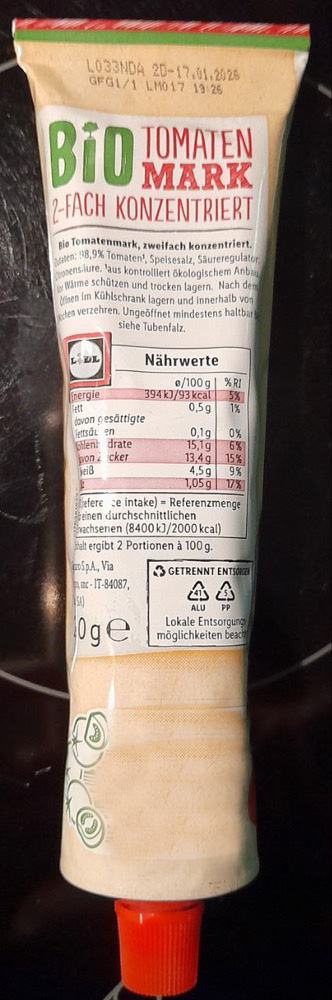 L033NDA 2D-17.01.2026
GFG1/1 LM017 19:26
BIO TOMATEN
MARK
2-FACH KONZENTRIERT
Bio Tomatenmark, zweifach konzentriert.
98,9% Tomaten¹, Speisesalz, Säureregulator
¹aus kontrolliert ökologischem
Wärme schützen und trocken lagern. Nach dem
Öffnen im Kühlschrank lagern und innerhalb von
verzehren. Ungeöffnet mindestens haltbar
siehe Tubenfalz.
LIDL
Nährwerte
ø/100 g % RI
Energie 394 kJ/93 kcal 5%
Fett 0,5 g 1%
davon gesättigte
0,1 g 0%
15,1 g 6%
13,4 g 15%
4,5 g 9%
1,05 g 17%
intake) = Referenzmenge
einen durchschnittlichen
(8400 kJ/2000 kcal)
ergibt 2 Portionen à 100 g.
S.p.A., Via
mc - IT-84087,
GETRENNT ENTSORGEN
41 5
ALU PP
Lokale Entsorgungs
möglichkeiten
0 g e